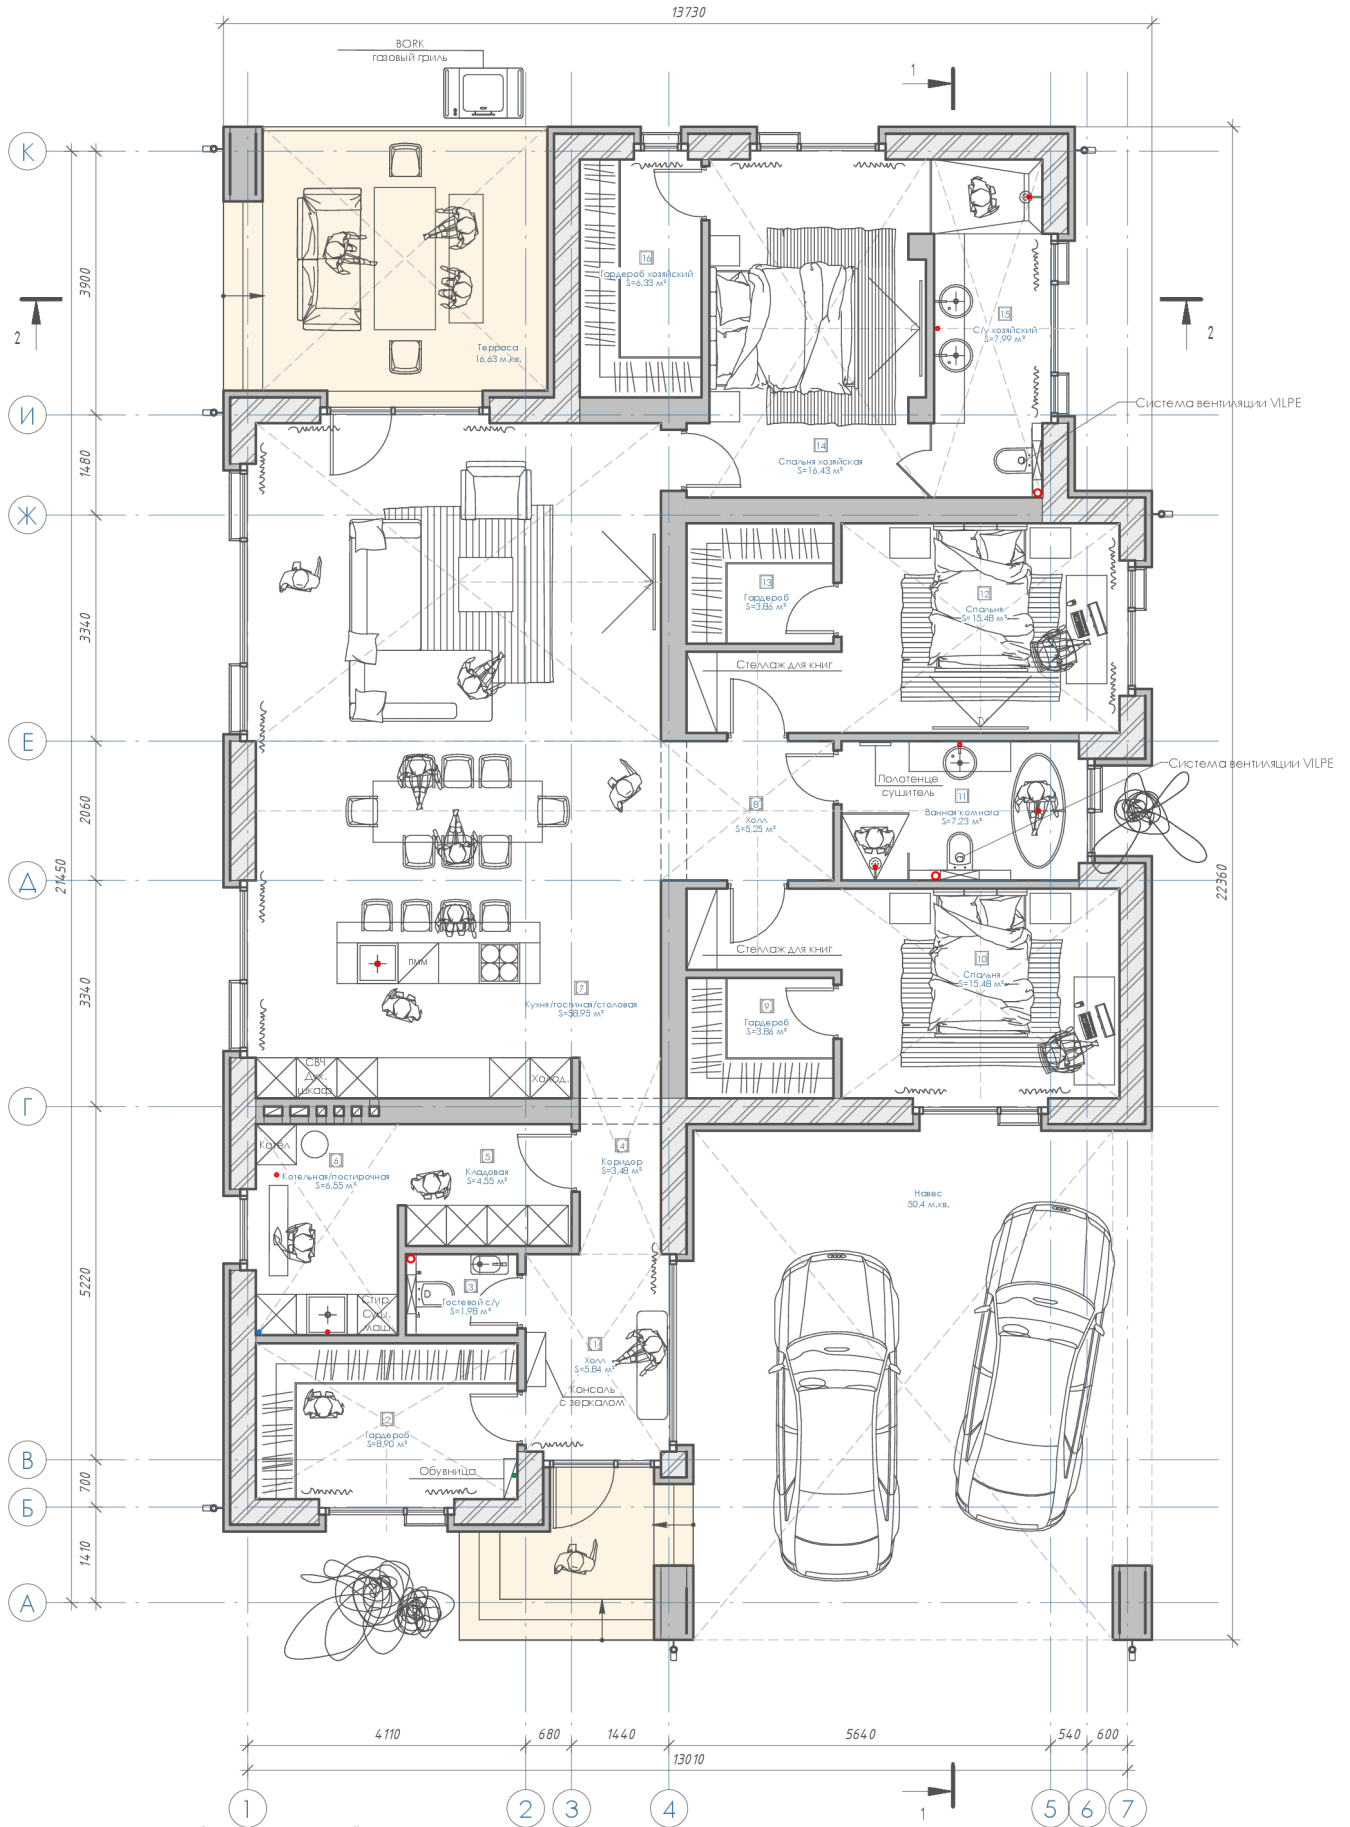 13730
BORK
газовый гриль
1
К
3900
16
Гардероб хозяйский
S=6,33 м²
15
С/у хозяйский
S=7,99 м²
2
2
Терраса
16,63 м.кв.
Система вентиляции VILPE
И
1480
14
Спальня хозяйская
S=16,43 м²
Ж
3340
13
Гардероб
S=3,86 м²
12
Спальня
S=15,48 м²
Стеллаж для книг
TV
Е
Система вентиляции VILPE
Полотенце
сушитель
2060
8
Холл
S=5,25 м²
11
Ванная комната
S=7,23 м²
21450
22360
Д
Стеллаж для книг
ПММ
10
Спальня
S=15,48 м²
3340
7
Кухня/гостиная/столовая
S=58,95 м²
9
Гардероб
S=3,86 м²
СВЧ
Дух.
шкаф
Холод.
Г
Котел
6
Котельная/постирочная
S=6,55 м²
5
Кладовая
S=4,55 м²
4
Коридор
S=3,48 м²
Навес
50,4 м.кв.
5220
3
Гостевой с/у
S=1,98 м²
Стир.
Суш.
маш.
1
Холл
S=5,84 м²
Консоль
с зеркалом
2
Гардероб
S=8,90 м²
Обувница
В
700
Б
1410
А
4110
680
1440
5640
540
600
13010
1
1
2
3
4
5
6
7